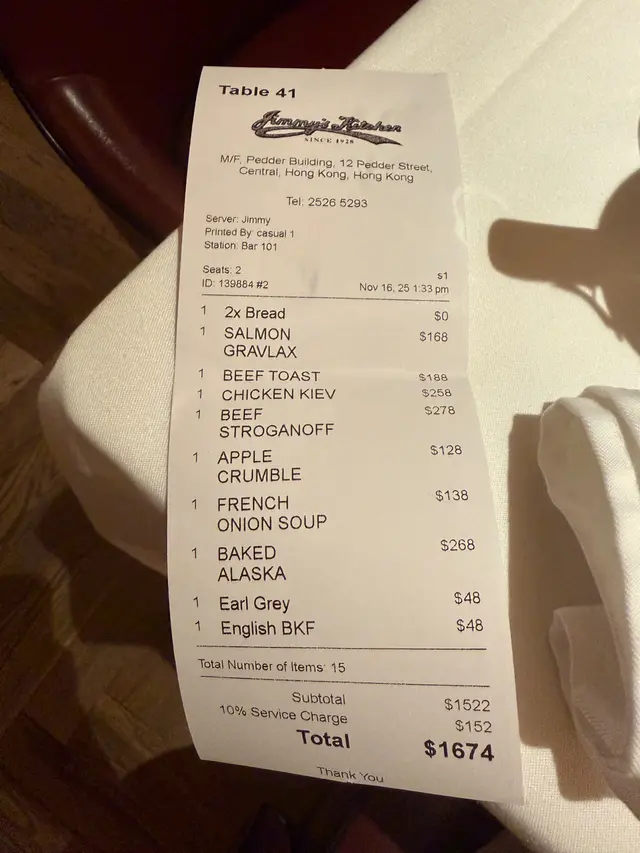 Table 41
Jimmy's Kitchen
SINCE 1928
M/F, Pedder Building, 12 Pedder Street,
Central, Hong Kong, Hong Kong
Tel: 2526 5293
Server: Jimmy
Printed By: casual 1
Station: Bar 101
Seats: 2 s1
ID: 139884 #2 Nov 16, 25 1:33 pm
1 2x Bread $0
1 SALMON $168
GRAVLAX
1 BEEF TOAST $188
1 CHICKEN KIEV $258
1 BEEF $278
STROGANOFF
1 APPLE $128
CRUMBLE
1 FRENCH $138
ONION SOUP
1 BAKED $268
ALASKA
1 Earl Grey $48
1 English BKF $48
Total Number of Items: 15
Subtotal $1522
10% Service Charge $152
Total $1674
Thank You